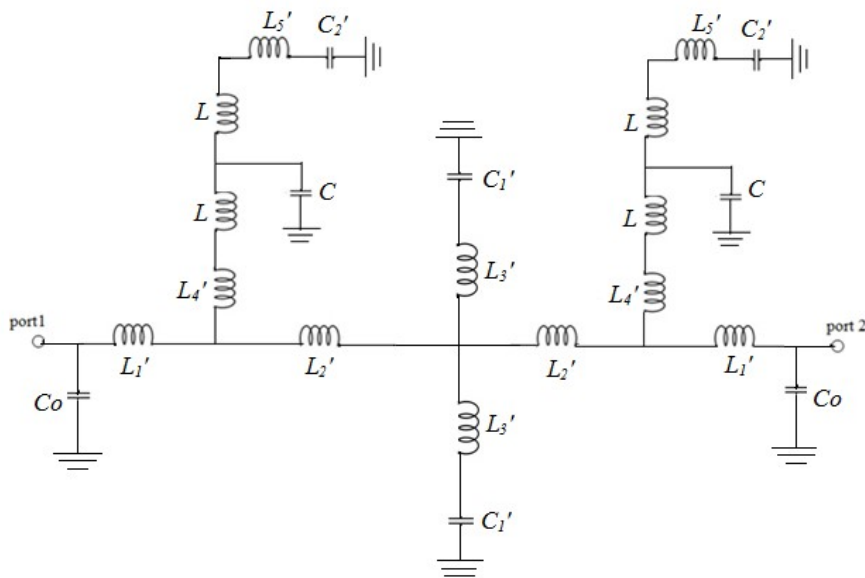 L5' C2' L5' C2'
L L
C1'
L C L C
L4' L3' L4'
port1 port 2
L1' L2' L2' L1'
Co L3' Co
C1'